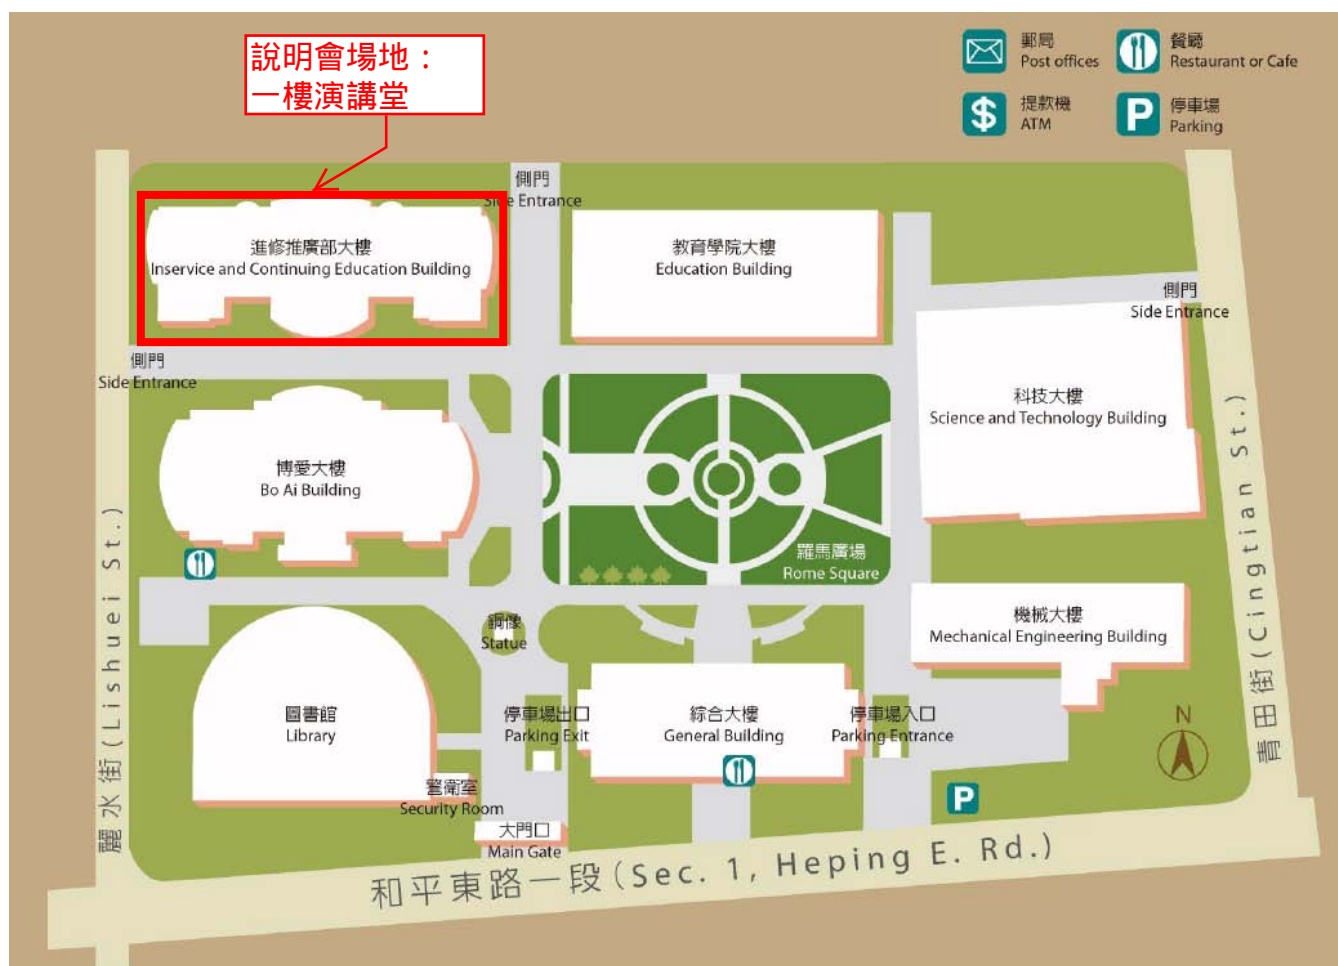 說明會場地：
一樓演講堂
郵局
Post offices
餐廳
Restaurant or Cafe
提款機
ATM
停車場
Parking
側門
Side Entrance
進修推廣部大樓
Inservice and Continuing Education Building
教育學院大樓
Education Building
側門
Side Entrance
側門
Side Entrance
科技大樓
Science and Technology Building
博愛大樓
Bo Ai Building
羅馬廣場
Rome Square
銅像
Statue
機械大樓
Mechanical Engineering Building
圖書館
Library
停車場出口
Parking Exit
綜合大樓
General Building
停車場入口
Parking Entrance
N
警衛室
Security Room
大門口
Main Gate
P
麗水街(Lishuei St.)
青田街(Cingtian St.)
和平東路一段(Sec. 1, Heping E. Rd.)